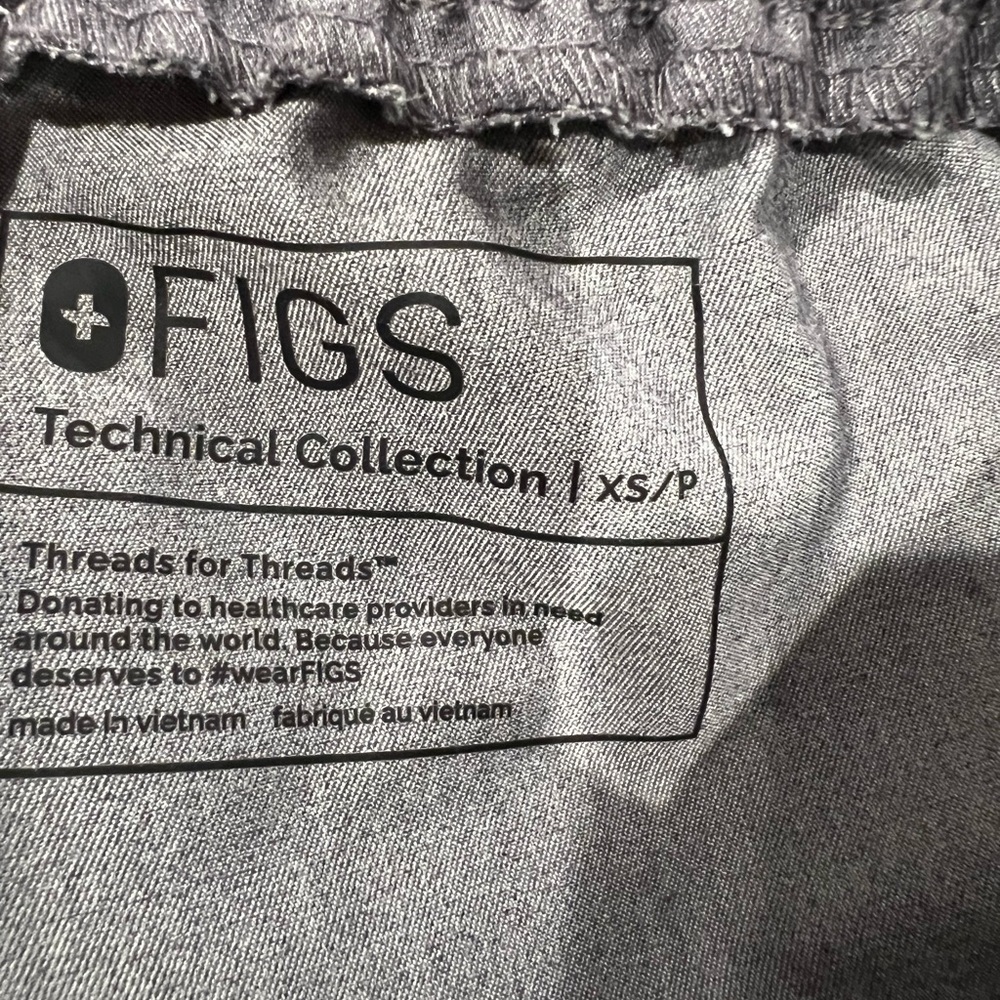 FIGS
Technical Collection | XS/P
Threads for Threads™
Donating to healthcare providers in need
around the world. Because everyone
deserves to #wearFIGS
made in vietnam · fabriqué au vietnam